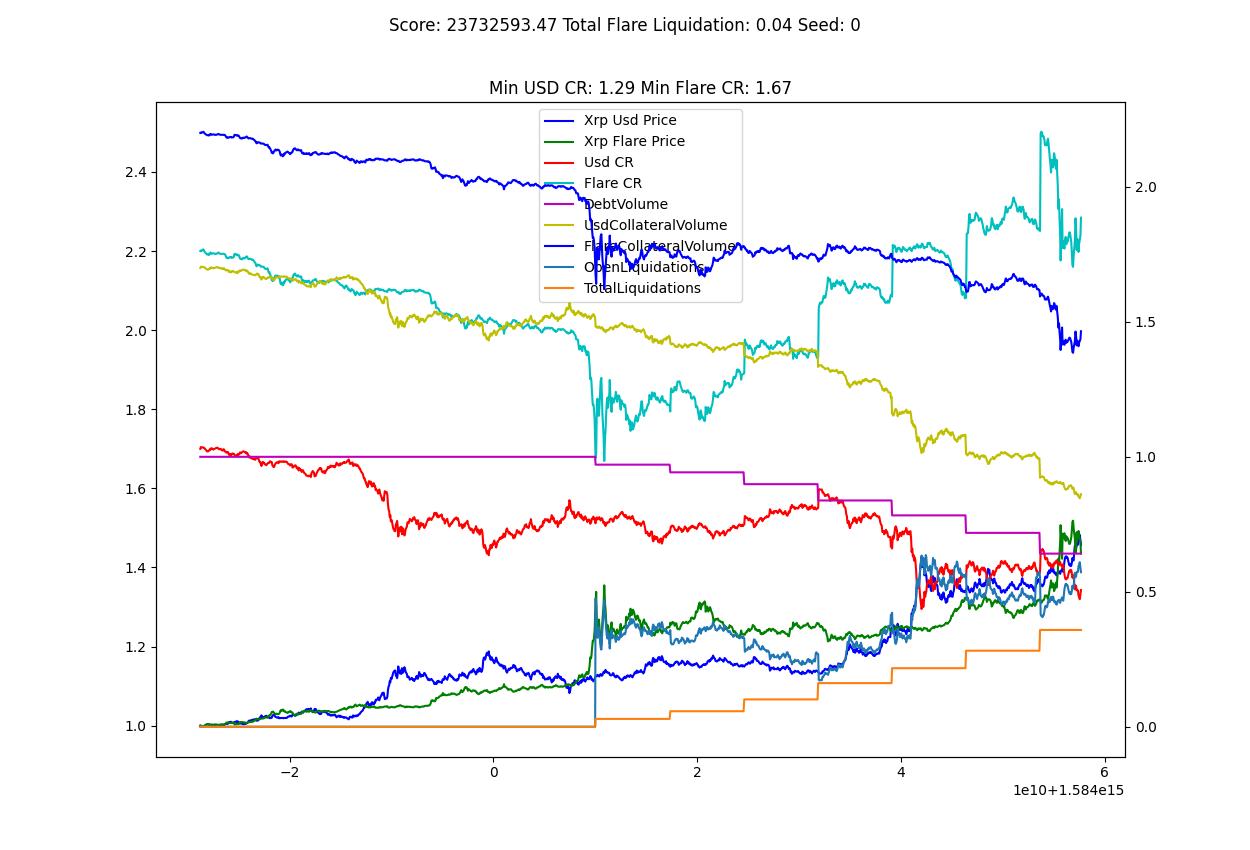 Score: 23732593.47 Total Flare Liquidation: 0.04 Seed: 0
Min USD CR: 1.29 Min Flare CR: 1.67
Xrp Usd Price
Xrp Flare Price
Usd CR
Flare CR
DebtVolume
UsdCollateralVolume
FlareCollateralVolume
OpenLiquidations
TotalLiquidations
2.4
2.2
2.0
1.8
1.6
1.4
1.2
1.0
2.0
1.5
1.0
0.5
0.0
−2 0 2 4 6
1e10+1.584e15